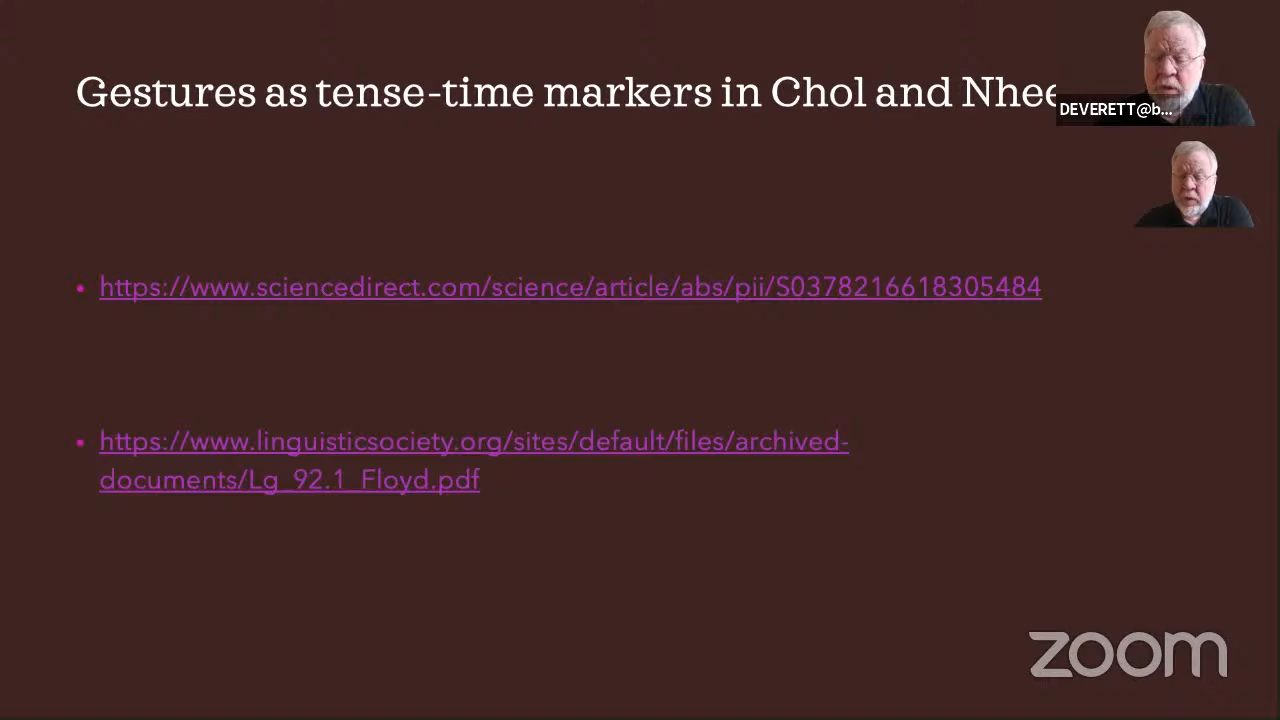 Gestures as tense-time markers in Chol and Nhee
DEVERETT@b...
https://www.sciencedirect.com/science/article/abs/pii/S0378216618305484
https://www.linguisticsociety.org/sites/default/files/archived-
documents/Lg_92.1_Floyd.pdf
zoom